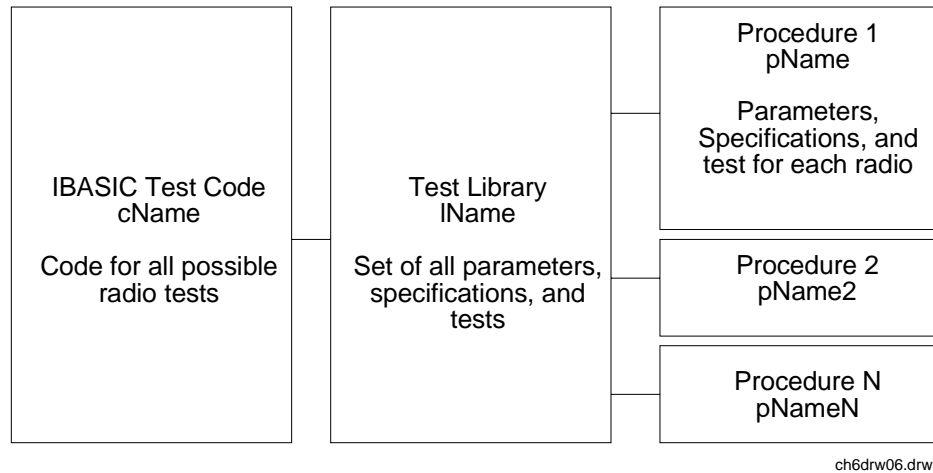 IBASIC Test Code
cName
Code for all possible
radio tests
Test Library
lName
Set of all parameters,
specifications, and
tests
Procedure 1
pName
Parameters,
Specifications, and
test for each radio
Procedure 2
pName2
Procedure N
pNameN
ch6drw06.drw